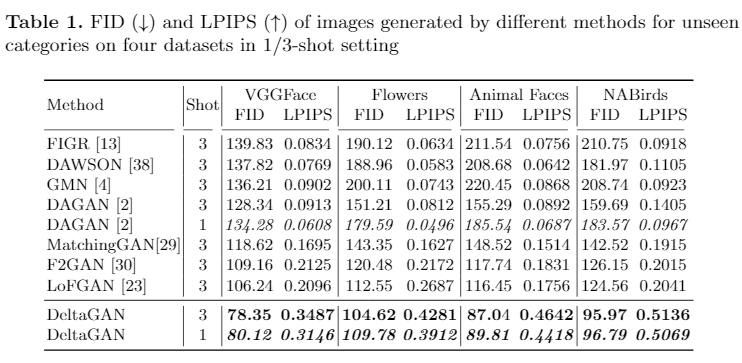 Table 1. FID (↓) and LPIPS (↑) of images generated by different methods for unseen
categories on four datasets in 1/3-shot setting
Method Shot VGGFace Flowers Animal Faces NABirds
FID LPIPS FID LPIPS FID LPIPS FID LPIPS
FIGR [13] 3 139.83 0.0834 190.12 0.0634 211.54 0.0756 210.75 0.0918
DAWSON [38] 3 137.82 0.0769 188.96 0.0583 208.68 0.0642 181.97 0.1105
GMN [4] 3 136.21 0.0902 200.11 0.0743 220.45 0.0868 208.74 0.0923
DAGAN [2] 3 128.34 0.0913 151.21 0.0812 155.29 0.0892 159.69 0.1405
DAGAN [2] 1 134.28 0.0608 179.59 0.0496 185.54 0.0687 183.57 0.0967
MatchingGAN[29] 3 118.62 0.1695 143.35 0.1627 148.52 0.1514 142.52 0.1915
F2GAN [30] 3 109.16 0.2125 120.48 0.2172 117.74 0.1831 126.15 0.2015
LoFGAN [23] 3 106.24 0.2096 112.55 0.2687 116.45 0.1756 124.56 0.2041
DeltaGAN 3 78.35 0.3487 104.62 0.4281 87.04 0.4642 95.97 0.5136
DeltaGAN 1 80.12 0.3146 109.78 0.3912 89.81 0.4418 96.79 0.5069